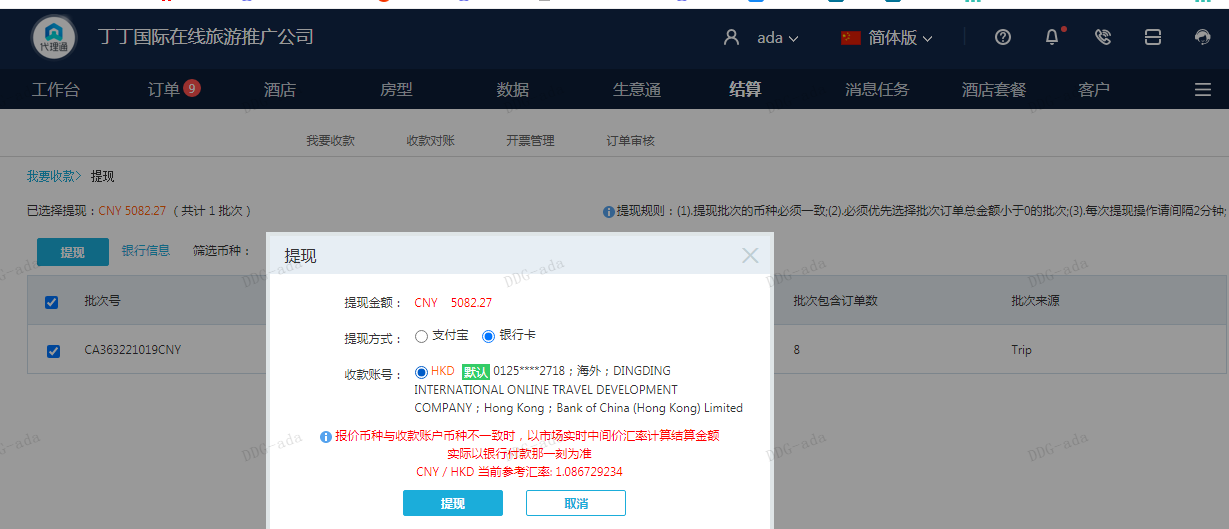 代理通
丁丁国际在线旅游推广公司
ada
简体版
工作台
订单 9
酒店
房型
数据
生意通
结算
消息任务
酒店套餐
客户
我要收款
收款对账
开票管理
订单审核
我要收款> 提现
已选择提现：CNY 5082.27 （ 共计 1 批次 ）
提现规则：(1).提现批次的币种必须一致;(2).必须优先选择批次订单总金额小于0的批次;(3).每次提现操作请间隔2分钟;
提现
银行信息
筛选币种：
批次号
批次包含订单数
批次来源
CA363221019CNY
8
Trip
提现
提现金额： CNY 5082.27
提现方式： 支付宝 银行卡
收款账号： HKD 默认 0125****2718；海外；DINGDING
INTERNATIONAL ONLINE TRAVEL DEVELOPMENT
COMPANY；Hong Kong；Bank of China (Hong Kong) Limited
报价币种与收款账户币种不一致时，以市场实时中间价汇率计算结算金额
实际以银行付款那一刻为准
CNY / HKD 当前参考汇率: 1.086729234
提现
取消
DDG-ada
DDG-ada
DDG-ada
DDG-ada